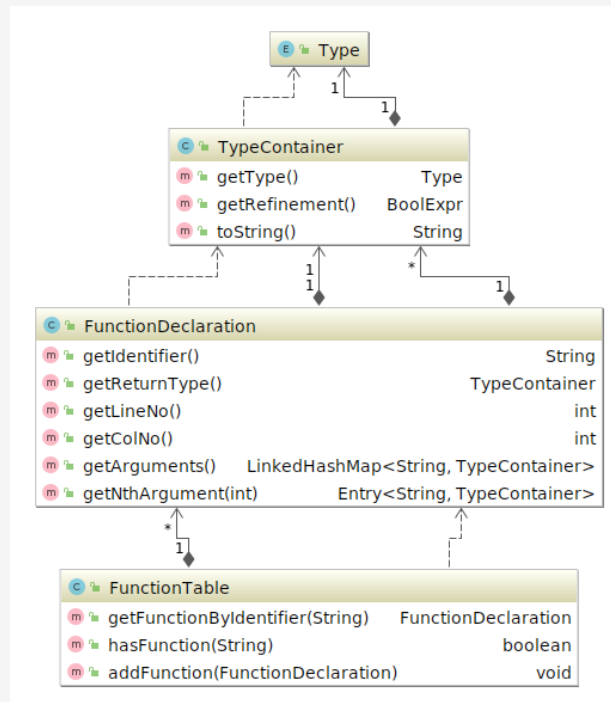 E Type
1
1
C TypeContainer
m getType() Type
m getRefinement() BoolExpr
m toString() String
1 *
1 1
C FunctionDeclaration
m getIdentifier() String
m getReturnType() TypeContainer
m getLineNo() int
m getColNo() int
m getArguments() LinkedHashMap<String, TypeContainer>
m getNthArgument(int) Entry<String, TypeContainer>
*
1
C FunctionTable
m getFunctionByIdentifier(String) FunctionDeclaration
m hasFunction(String) boolean
m addFunction(FunctionDeclaration) void